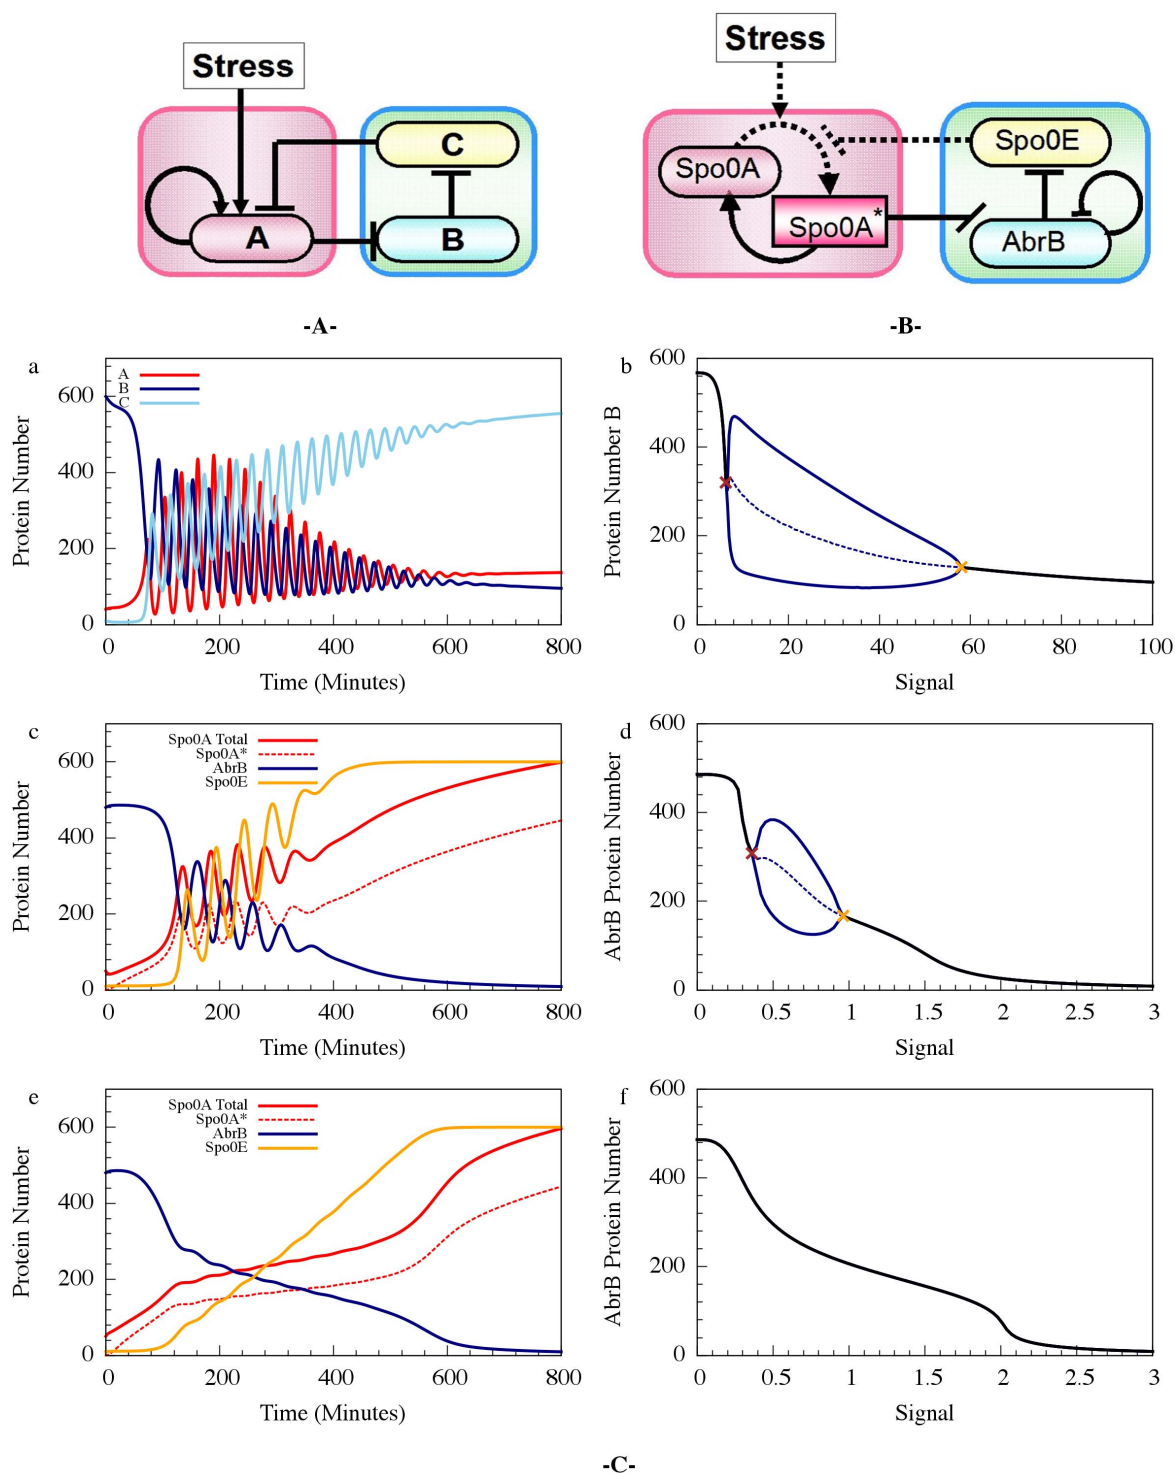 Stress
C
A
B
-A-
Stress
Spo0A
Spo0A*
Spo0E
AbrB
-B-
a
A
B
C
Protein Number
600
400
200
0
0 200 400 600 800
Time (Minutes)
b
Protein Number B
600
400
200
0
0 20 40 60 80 100
Signal
c
Spo0A Total
Spo0A*
AbrB
Spo0E
Protein Number
600
400
200
0
0 200 400 600 800
Time (Minutes)
d
AbrB Protein Number
600
400
200
0
0 0.5 1 1.5 2 2.5 3
Signal
e
Spo0A Total
Spo0A*
AbrB
Spo0E
Protein Number
600
400
200
0
0 200 400 600 800
Time (Minutes)
f
AbrB Protein Number
600
400
200
0
0 0.5 1 1.5 2 2.5 3
Signal
-C-